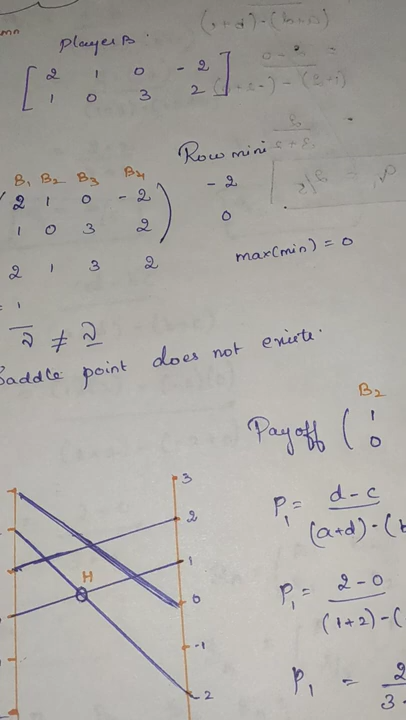 Player B.
[ 2 1 0 -2 ]
1 0 3 2
Row mini
B1 B2 B3 B4
2 1 0 -2 ) -2
1 0 3 2 0
2 1 3 2 max(min) = 0
= 1
≠
Saddle point does not existe.
B2
Payoff ( 1
0
P1 = d-c
(a+d)-(
P1 = 2-0
(1+2)-(
P1 = 2
3
3
2
1
H
0
-1
-2